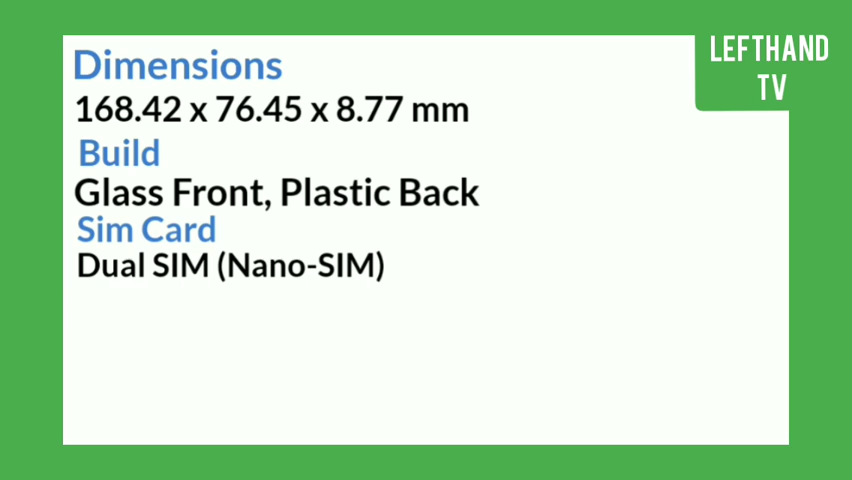 Dimensions
168.42 x 76.45 x 8.77 mm
Build
Glass Front, Plastic Back
Sim Card
Dual SIM (Nano-SIM)
LEFTHAND
TV